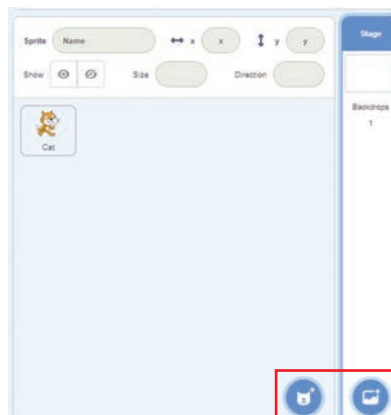 Sprite Name x x y y Stage
Show Size Direction
Backdrops
1
Cat